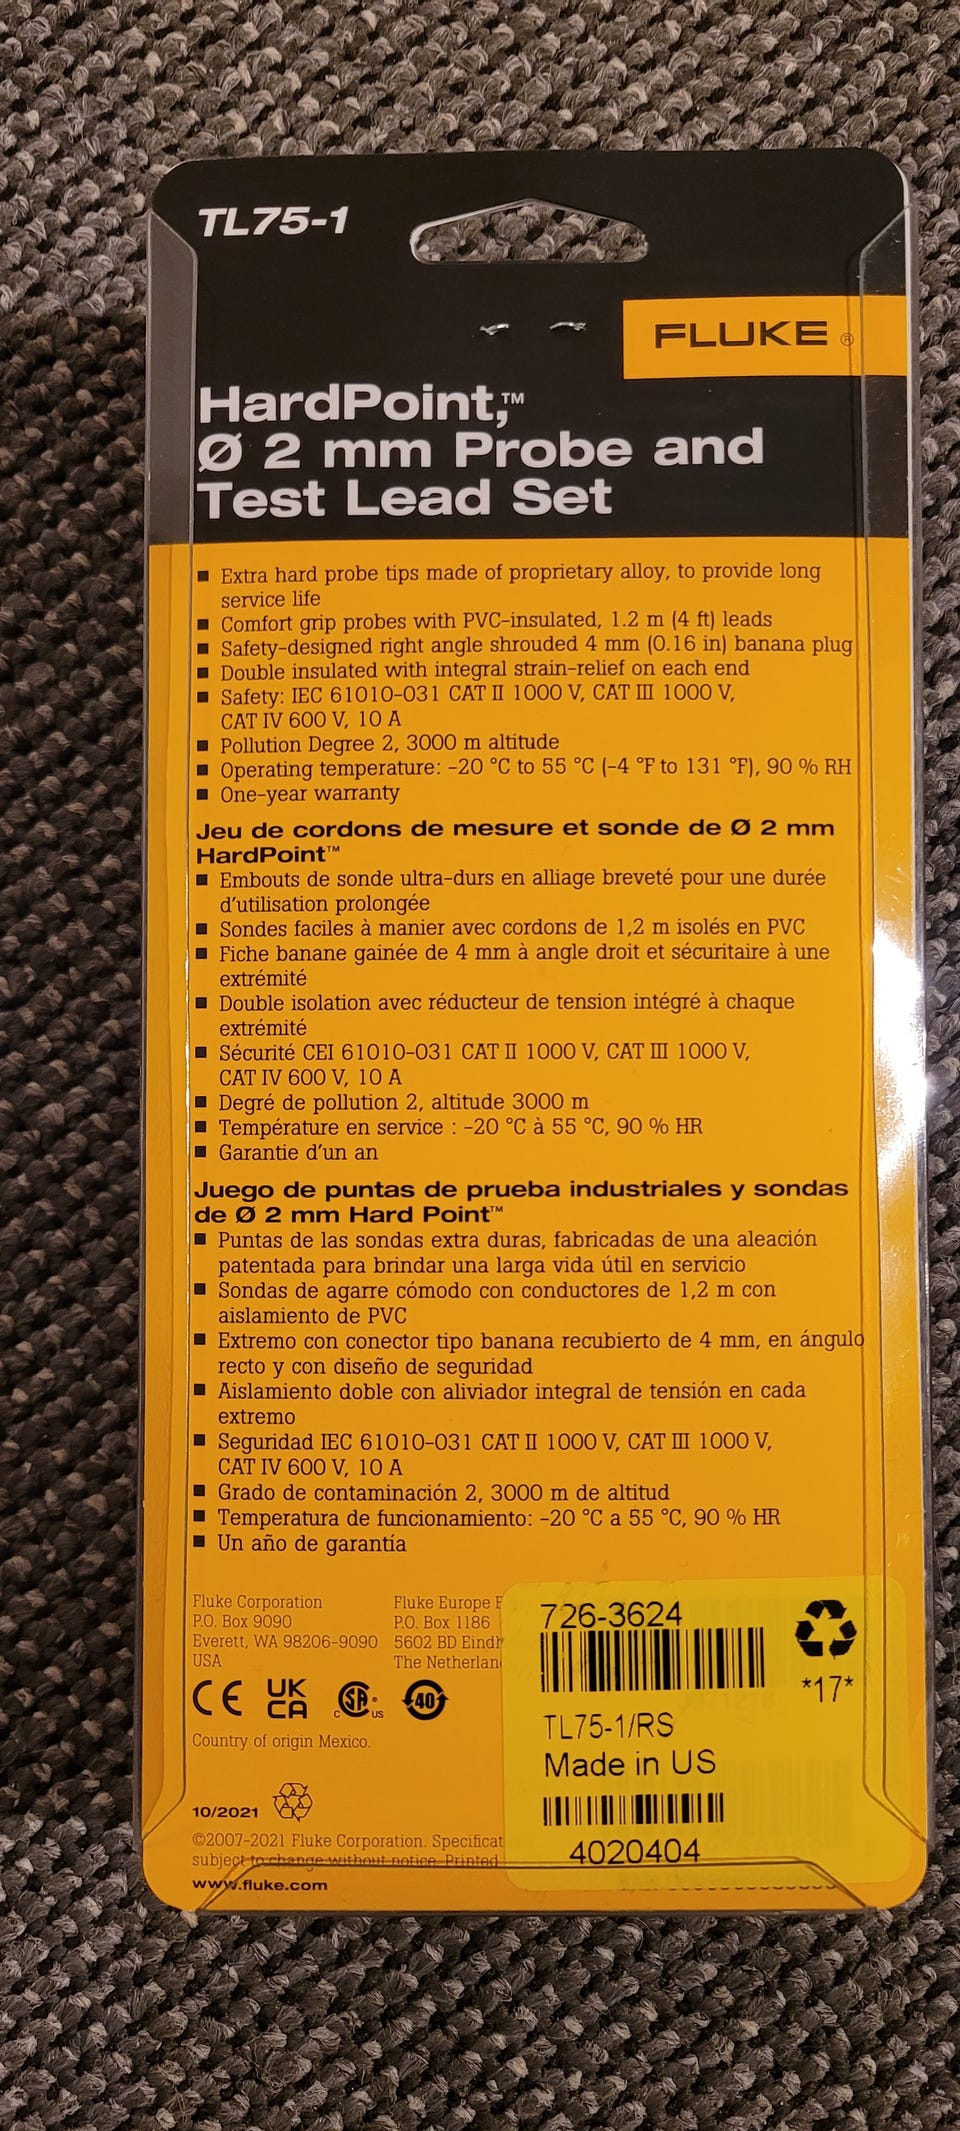 TL75-1
FLUKE ®
HardPoint,™
Ø 2 mm Probe and
Test Lead Set
■ Extra hard probe tips made of proprietary alloy, to provide long
service life
■ Comfort grip probes with PVC-insulated, 1.2 m (4 ft) leads
■ Safety-designed right angle shrouded 4 mm (0.16 in) banana plug
■ Double insulated with integral strain-relief on each end
■ Safety: IEC 61010-031 CAT II 1000 V, CAT III 1000 V,
CAT IV 600 V, 10 A
■ Pollution Degree 2, 3000 m altitude
■ Operating temperature: -20 °C to 55 °C (-4 °F to 131 °F), 90 % RH
■ One-year warranty
Jeu de cordons de mesure et sonde de Ø 2 mm
HardPoint™
■ Embouts de sonde ultra-durs en alliage breveté pour une durée
d'utilisation prolongée
■ Sondes faciles à manier avec cordons de 1,2 m isolés en PVC
■ Fiche banane gainée de 4 mm à angle droit et sécuritaire à une
extrémité
■ Double isolation avec réducteur de tension intégré à chaque
extrémité
■ Sécurité CEI 61010-031 CAT II 1000 V, CAT III 1000 V,
CAT IV 600 V, 10 A
■ Degré de pollution 2, altitude 3000 m
■ Température en service : -20 °C à 55 °C, 90 % HR
■ Garantie d'un an
Juego de puntas de prueba industriales y sondas
de Ø 2 mm Hard Point™
■ Puntas de las sondas extra duras, fabricadas de una aleación
patentada para brindar una larga vida útil en servicio
■ Sondas de agarre cómodo con conductores de 1,2 m con
aislamiento de PVC
■ Extremo con conector tipo banana recubierto de 4 mm, en ángulo
recto y con diseño de seguridad
■ Aislamiento doble con aliviador integral de tensión en cada
extremo
■ Seguridad IEC 61010-031 CAT II 1000 V, CAT III 1000 V,
CAT IV 600 V, 10 A
■ Grado de contaminación 2, 3000 m de altitud
■ Temperatura de funcionamiento: -20 °C a 55 °C, 90 % HR
■ Un año de garantía
Fluke Corporation
P.O. Box 9090
Everett, WA 98206-9090
USA
Fluke Europe
P.O. Box 1186
5602 BD
The
CE UK CA c SA us 40
Country of origin Mexico.
10/2021
©2007-2021 Fluke Corporation.
subject to change without notice. Printed
www.fluke.com
726-3624
*17*
TL75-1/RS
Made in US
4020404